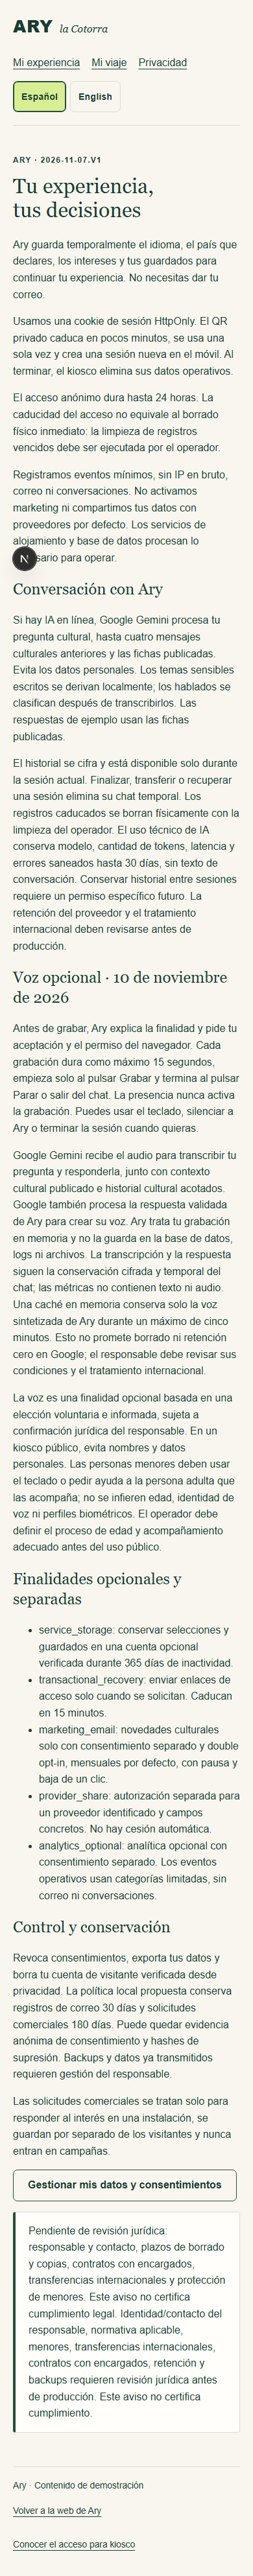 ARY la Cotorra
Mi experiencia Mi viaje Privacidad
Español English
ARY · 2026-11-07.V1
Tu experiencia,
tus decisiones
Ary guarda temporalmente el idioma, el país que
declares, los intereses y tus guardados para
continuar tu experiencia. No necesitas dar tu
correo.
Usamos una cookie de sesión HttpOnly. El QR
privado caduca en pocos minutos, se usa una
sola vez y crea una sesión nueva en el móvil. Al
terminar, el kiosco elimina sus datos operativos.
El acceso anónimo dura hasta 24 horas. La
caducidad del acceso no equivale al borrado
físico inmediato: la limpieza de registros
vencidos debe ser ejecutada por el operador.
Registramos eventos mínimos, sin IP en bruto,
correo ni conversaciones. No activamos
marketing ni compartimos tus datos con
proveedores por defecto. Los servicios de
alojamiento y base de datos procesan lo
N sario para operar.
Conversación con Ary
Si hay IA en línea, Google Gemini procesa tu
pregunta cultural, hasta cuatro mensajes
culturales anteriores y las fichas publicadas.
Evita los datos personales. Los temas sensibles
escritos se derivan localmente; los hablados se
clasifican después de transcribirlos. Las
respuestas de ejemplo usan las fichas
publicadas.
El historial se cifra y está disponible solo durante
la sesión actual. Finalizar, transferir o recuperar
una sesión elimina su chat temporal. Los
registros caducados se borran físicamente con la
limpieza del operador. El uso técnico de IA
conserva modelo, cantidad de tokens, latencia y
errores saneados hasta 30 días, sin texto de
conversación. Conservar historial entre sesiones
requiere un permiso específico futuro. La
retención del proveedor y el tratamiento
internacional deben revisarse antes de
producción.
Voz opcional · 10 de noviembre
de 2026
Antes de grabar, Ary explica la finalidad y pide tu
aceptación y el permiso del navegador. Cada
grabación dura como máximo 15 segundos,
empieza solo al pulsar Grabar y termina al pulsar
Parar o salir del chat. La presencia nunca activa
la grabación. Puedes usar el teclado, silenciar a
Ary o terminar la sesión cuando quieras.
Google Gemini recibe el audio para transcribir tu
pregunta y responderla, junto con contexto
cultural publicado e historial cultural acotados.
Google también procesa la respuesta validada
de Ary para crear su voz. Ary trata tu grabación
en memoria y no la guarda en la base de datos,
logs ni archivos. La transcripción y la respuesta
siguen la conservación cifrada y temporal del
chat; las métricas no contienen texto ni audio.
Una caché en memoria conserva solo la voz
sintetizada de Ary durante un máximo de cinco
minutos. Esto no promete borrado ni retención
cero en Google; el responsable debe revisar sus
condiciones y el tratamiento internacional.
La voz es una finalidad opcional basada en una
elección voluntaria e informada, sujeta a
confirmación jurídica del responsable. En un
kiosco público, evita nombres y datos
personales. Las personas menores deben usar
el teclado o pedir ayuda a la persona adulta que
las acompaña; no se infieren edad, identidad de
voz ni perfiles biométricos. El operador debe
definir el proceso de edad y acompañamiento
adecuado antes del uso público.
Finalidades opcionales y
separadas
• service_storage: conservar selecciones y
guardados en una cuenta opcional
verificada durante 365 días de inactividad.
• transactional_recovery: enviar enlaces de
acceso solo cuando se solicitan. Caducan
en 15 minutos.
• marketing_email: novedades culturales
solo con consentimiento separado y double
opt-in, mensuales por defecto, con pausa y
baja de un clic.
• provider_share: autorización separada para
un proveedor identificado y campos
concretos. No hay cesión automática.
• analytics_optional: analítica opcional con
consentimiento separado. Los eventos
operativos usan categorías limitadas, sin
correo ni conversaciones.
Control y conservación
Revoca consentimientos, exporta tus datos y
borra tu cuenta de visitante verificada desde
privacidad. La política local propuesta conserva
registros de correo 30 días y solicitudes
comerciales 180 días. Puede quedar evidencia
anónima de consentimiento y hashes de
supresión. Backups y datos ya transmitidos
requieren gestión del responsable.
Las solicitudes comerciales se tratan solo para
responder al interés en una instalación, se
guardan por separado de los visitantes y nunca
entran en campañas.
Gestionar mis datos y consentimientos
Pendiente de revisión jurídica:
responsable y contacto, plazos de borrado
y copias, contratos con encargados,
transferencias internacionales y protección
de menores. Este aviso no certifica
cumplimiento legal. Identidad/contacto del
responsable, normativa aplicable,
menores, transferencias internacionales,
contratos con encargados, retención y
backups requieren revisión jurídica antes
de producción. Este aviso no certifica
cumplimiento.
Ary · Contenido de demostración
Volver a la web de Ary
Conocer el acceso para kiosco